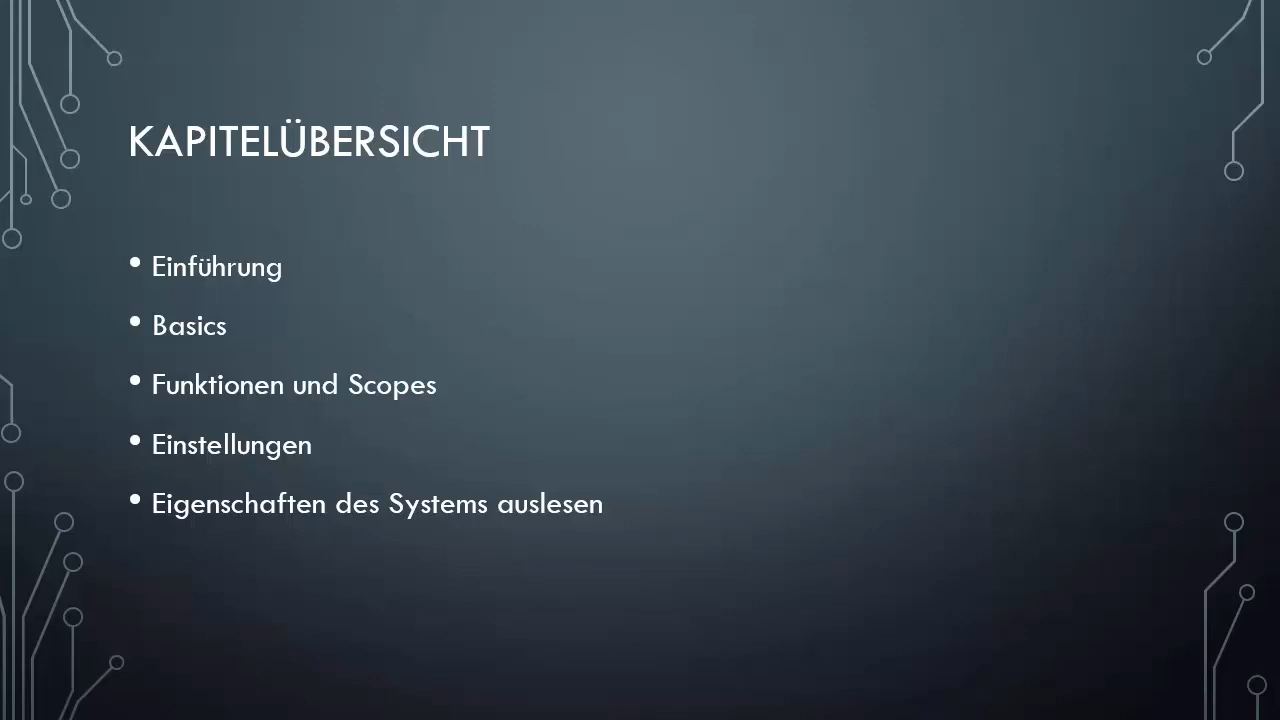 KAPITELÜBERSICHT
• Einführung
• Basics
• Funktionen und Scopes
• Einstellungen
• Eigenschaften des Systems auslesen